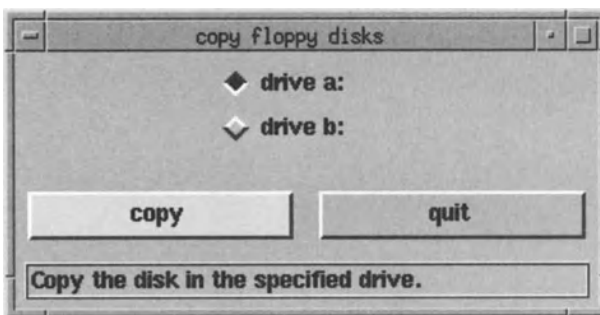 copy floppy disks
drive a:
drive b:
copy quit
Copy the disk in the specified drive.